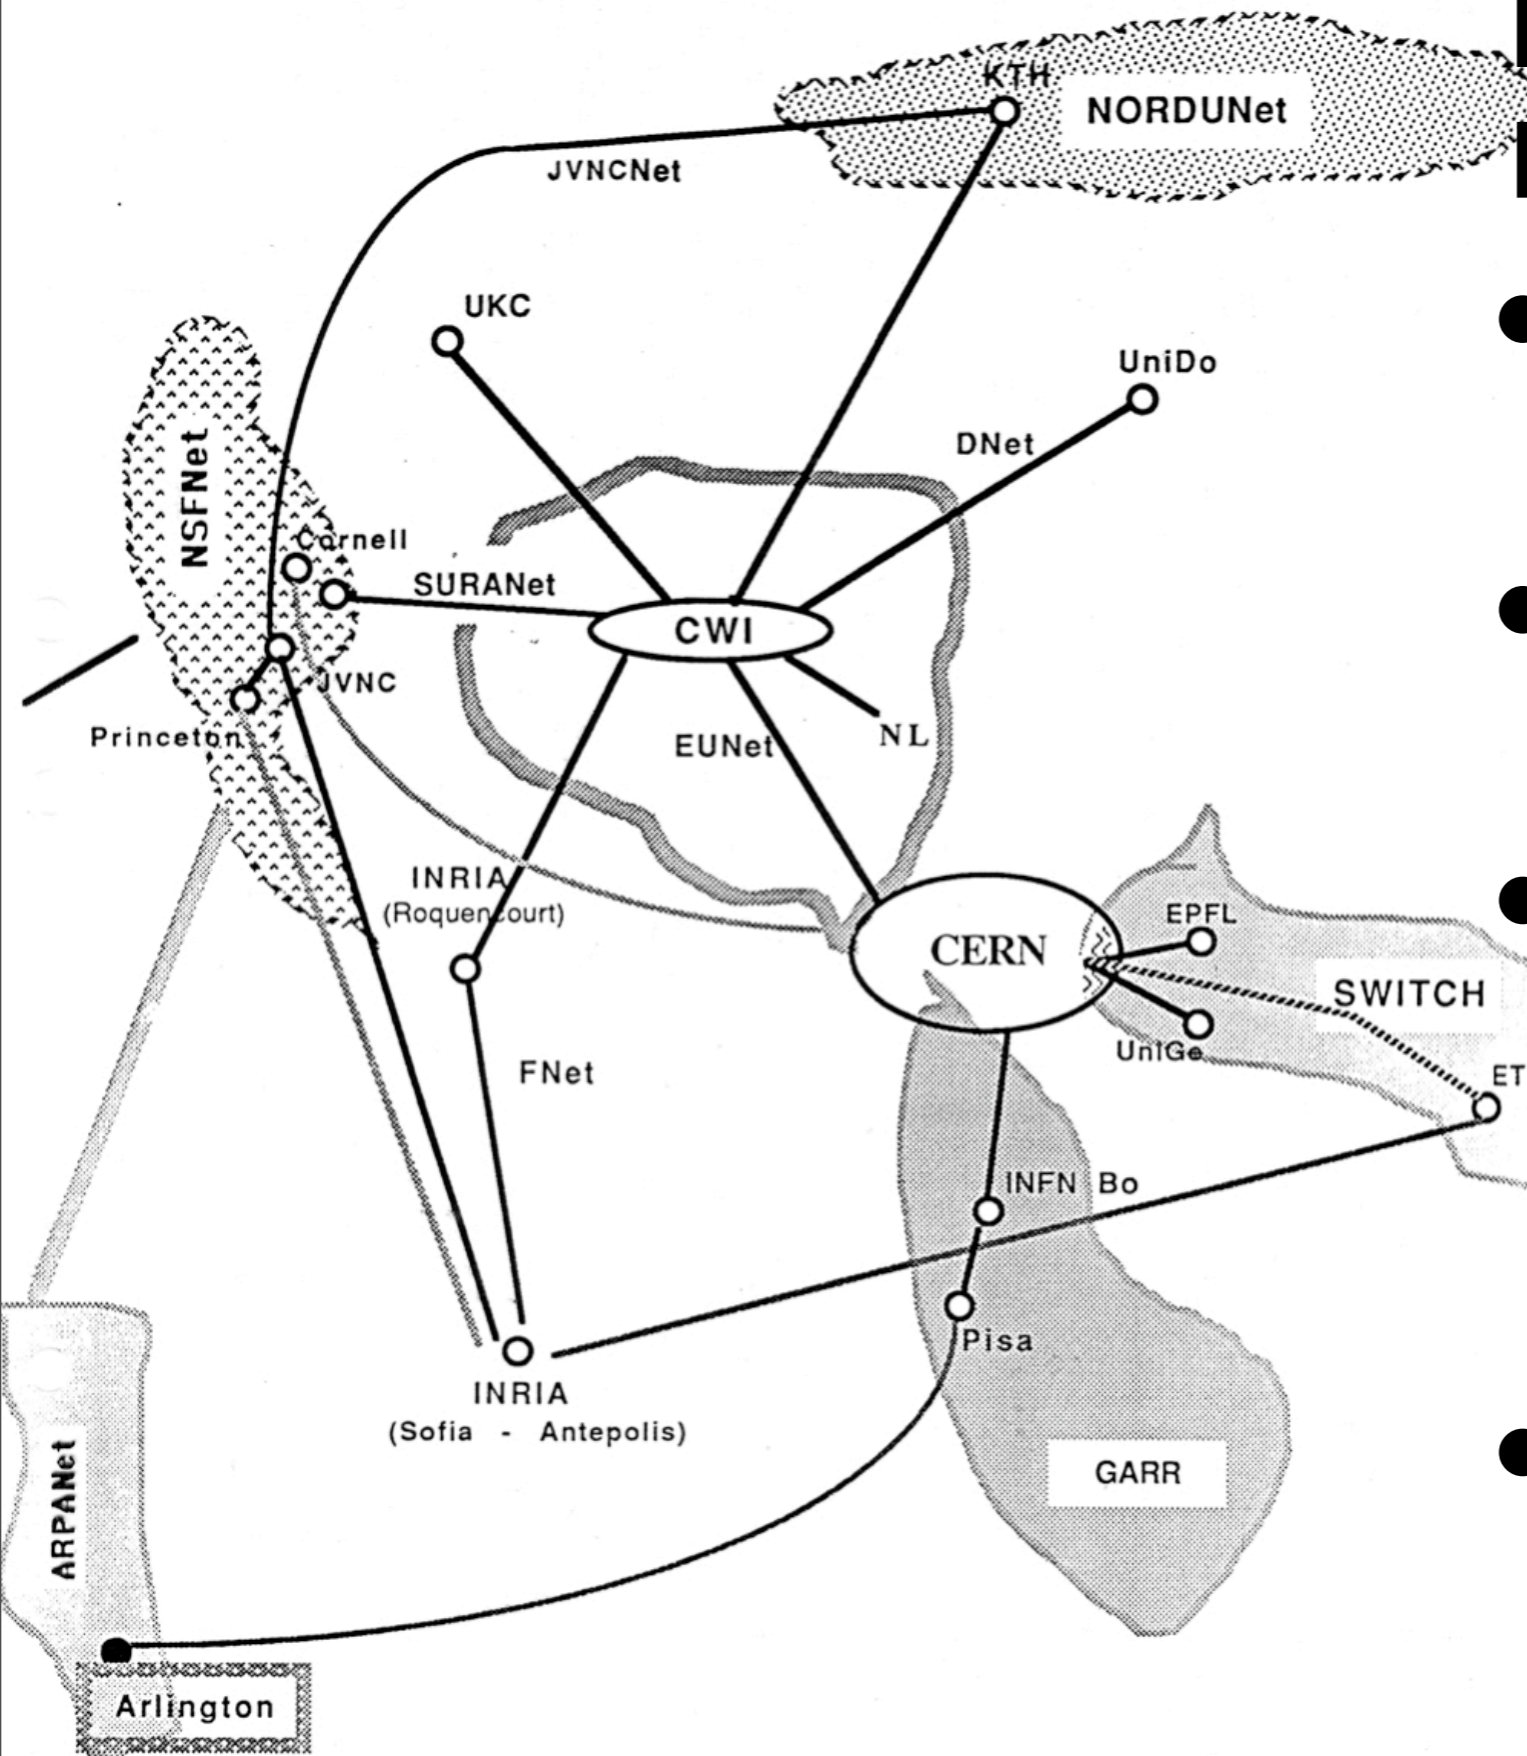 KTH
NORDUNet
JVNCNet
UKC
UniDo
DNet
NSFNet
Cornell
SURANet
CWI
JVNC
Princeton
NL
EUNet
INRIA
(Roquencourt)
EPFL
CERN
SWITCH
UniGe
FNet
ET
INFN Bo
Pisa
INRIA
(Sofia - Antepolis)
GARR
ARPANet
Arlington